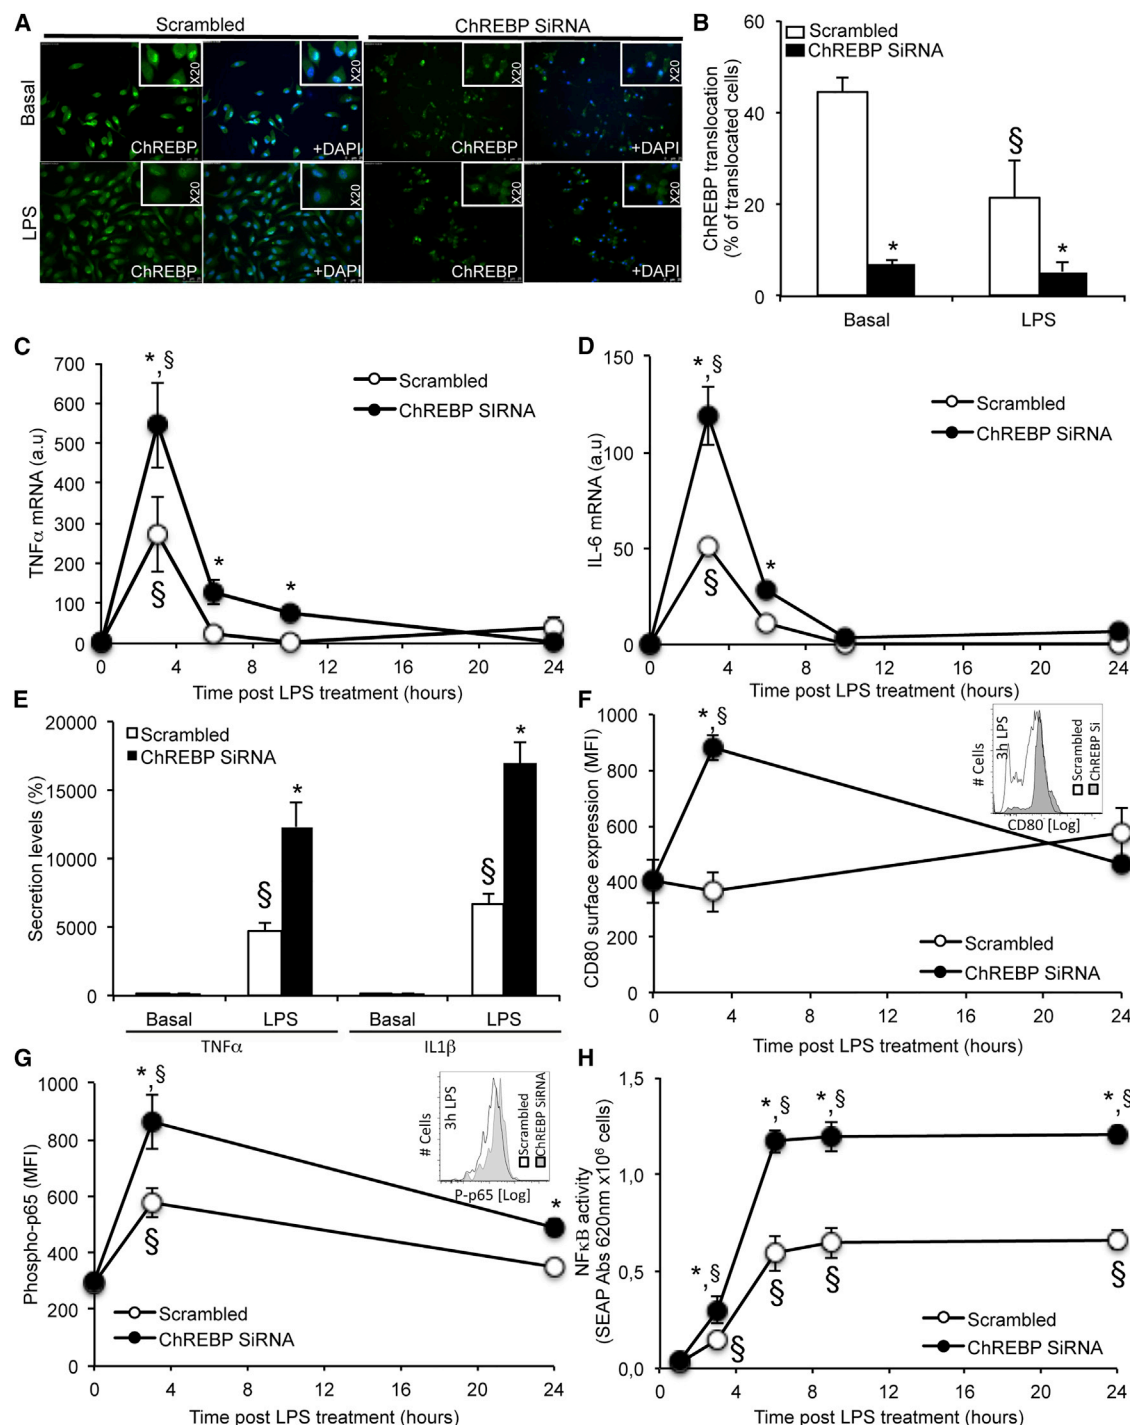 A
Scrambled
ChREBP SiRNA
Basal
LPS
X20
X20
X20
X20
ChREBP
+DAPI
ChREBP
+DAPI
X20
X20
X20
X20
ChREBP
+DAPI
ChREBP
+DAPI
B
60
40
20
0
ChREBP translocation
(% of translocated cells)
Scrambled
ChREBP SiRNA
§
*
*
Basal
LPS
C
700
600
500
400
300
200
100
0
TNFα mRNA (a.u)
*,§
§
*
*
Scrambled
ChREBP SIRNA
0 4 8 12 16 20 24
Time post LPS treatment (hours)
D
150
100
50
0
IL-6 mRNA (a.u)
*,§
§
*
Scrambled
ChREBP SiRNA
0 4 8 12 16 20 24
Time post LPS treatment (hours)
E
20000
15000
10000
5000
0
Secretion levels (%)
Scrambled
ChREBP SiRNA
§
*
§
*
Basal LPS Basal LPS
TNFα IL1β
F
1000
800
600
400
200
0
CD80 surface expression (MFI)
*,§
# Cells
3h LPS
Scrambled
ChREBP Si
CD80 [Log]
Scrambled
ChREBP SiRNA
0 4 8 12 16 20 24
Time post LPS treatment (hours)
G
1000
800
600
400
200
0
Phospho-p65 (MFI)
*,§
§
*
# Cells
3h LPS
Scrambled
ChREBP SiRNA
P-p65 [Log]
Scrambled
ChREBP SiRNA
0 4 8 12 16 20 24
Time post LPS treatment (hours)
H
1,5
1,0
0,5
0,0
NFκB activity
(SEAP Abs 620nm x10⁶ cells)
*,§
*,§
*,§
*,§
§
§
§
§
Scrambled
ChREBP SiRNA
0 4 8 12 16 20 24
Time post LPS treatment (hours)